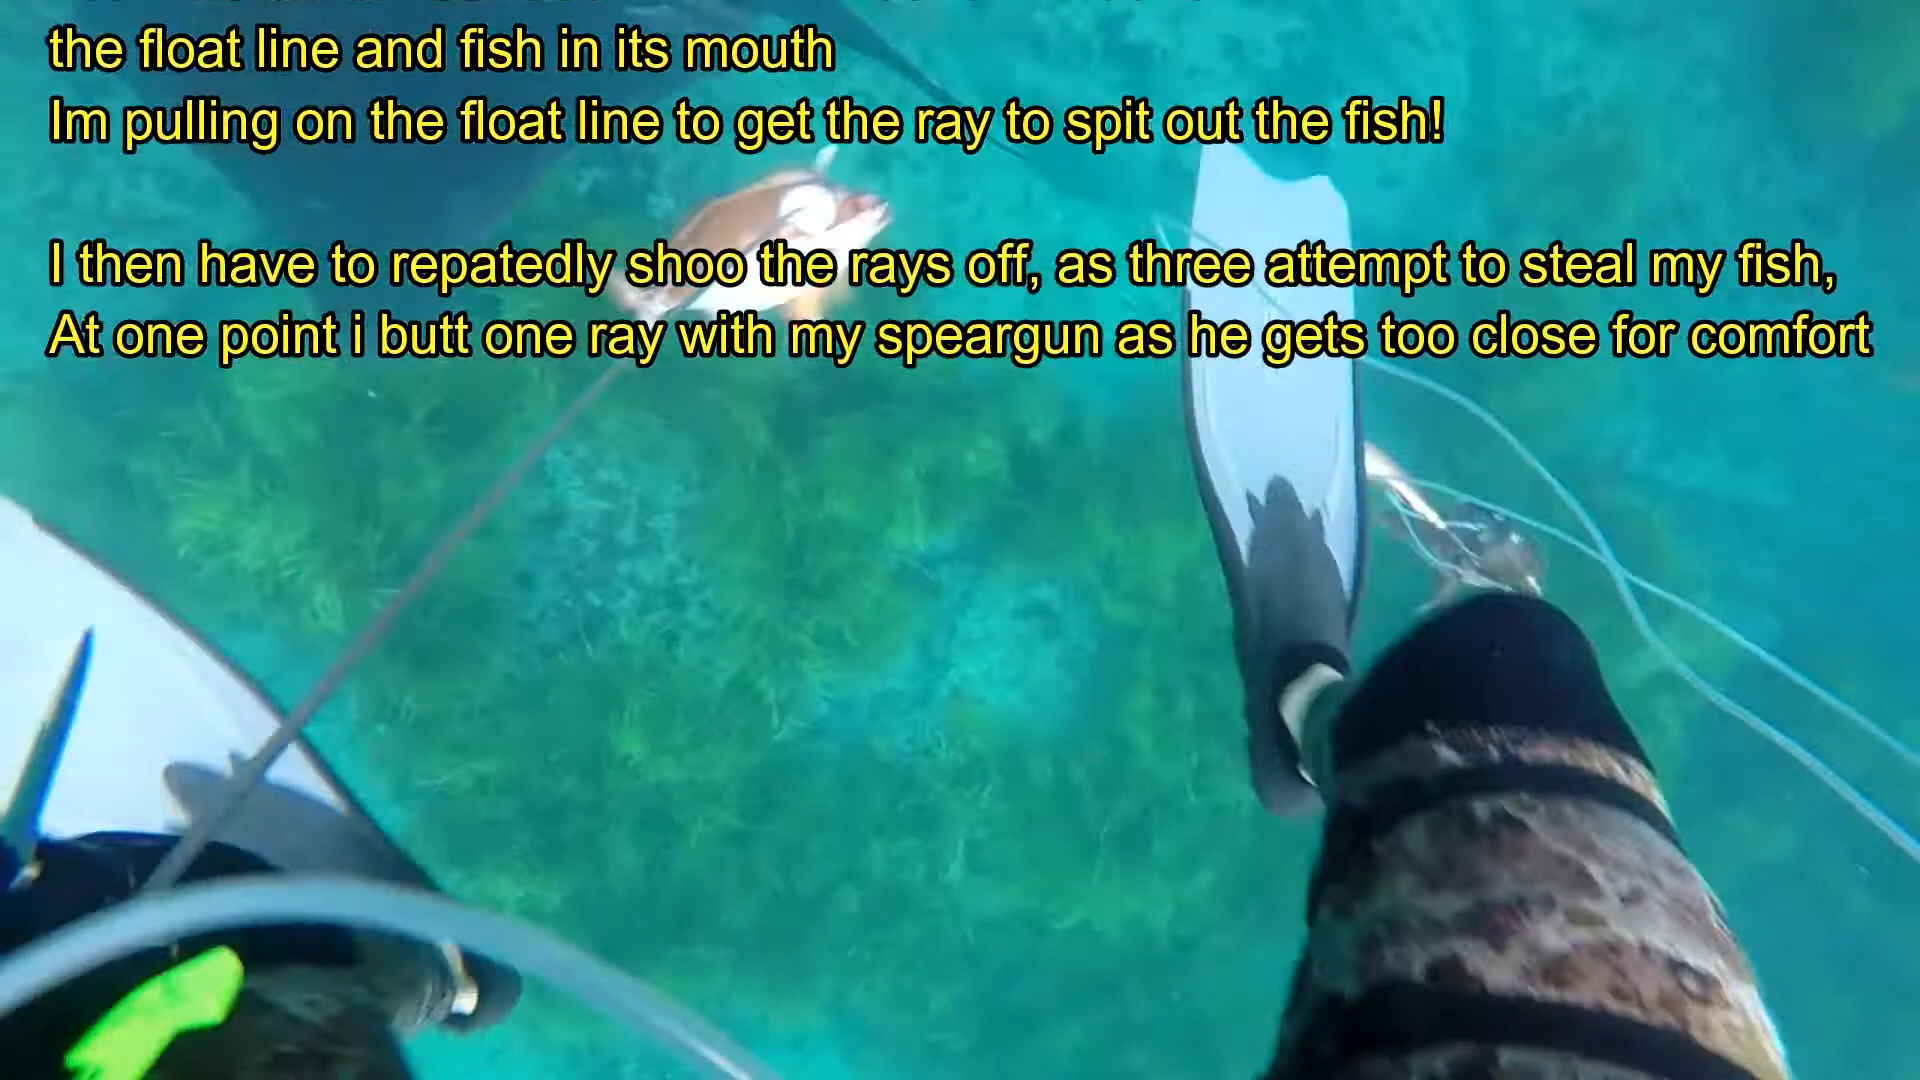 the float line and fish in its mouth
Im pulling on the float line to get the ray to spit out the fish!
I then have to repatedly shoo the rays off, as three attempt to steal my fish,
At one point i butt one ray with my speargun as he gets too close for comfort